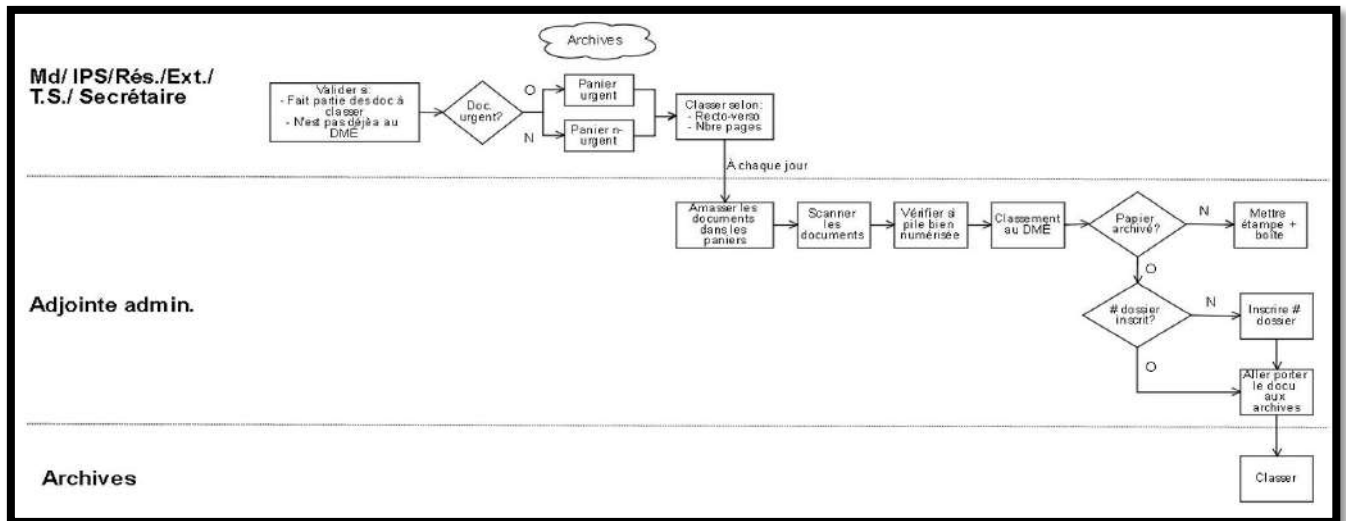 Archives
Md/ IPS/Rés./Ext./
T.S./ Secrétaire
Valider si:
- Fait partie des doc à
classer
- N'est pas déjèa au
DMÉ
Doc.
urgent?
O
N
Panier
urgent
Panier n-
urgent
Classer selon:
- Recto-verso
- Nbre pages
À chaque jour
Adjointe admin.
Amasser les
documents
dans les
paniers
Scanner
les
documents
Vérifier si
pile bien
numérisée
Classement
au DMÉ
Papier
archivé?
N
Mettre
étampe +
boîte
O
# dossier
inscrit?
N
Inscrire #
dossier
O
Aller porter
le docu
aux
archives
Archives
Classer